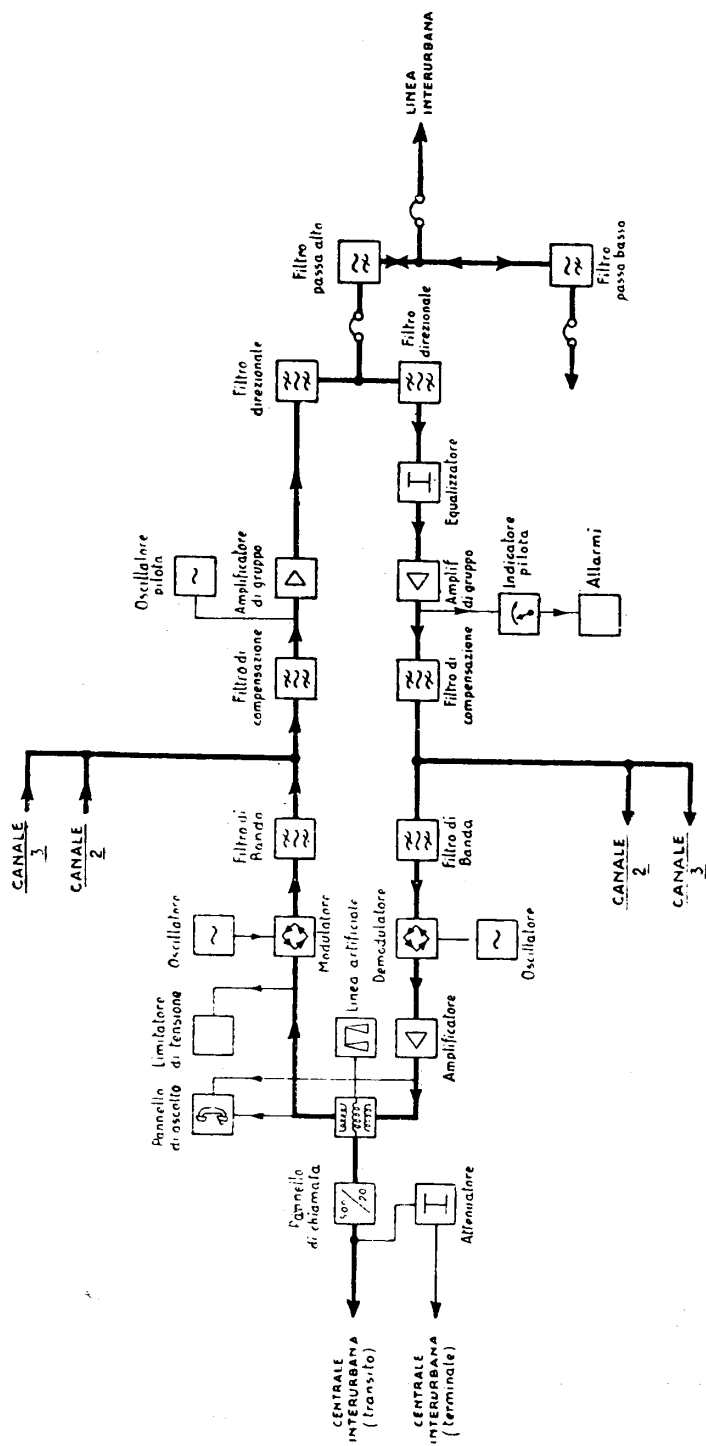 CANALE
3
CANALE
2
Oscillatore
pilota
Pannello
di ascolto
Limitatore
di tensione
Oscillatore
Modulatore
Filtro di
Banda
Filtro di
compensazione
Amplificatore
di gruppo
Filtro
direzionale
Filtro
passa alto
LINEA
INTERURBANA
Filtro
passa basso
Filtro
direzionale
Equalizzatore
Amplif
di gruppo
Indicatore
pilota
Allarmi
Filtro di
compensazione
Filtro di
Banda
Demodulatore
Oscillatore
Amplificatore
Linea artificiale
Pannello
di chiamata
500/20
Attenuatore
CENTRALE
INTERURBANA
(transito)
CENTRALE
INTERURBANA
(terminale)
CANALE
2
CANALE
3